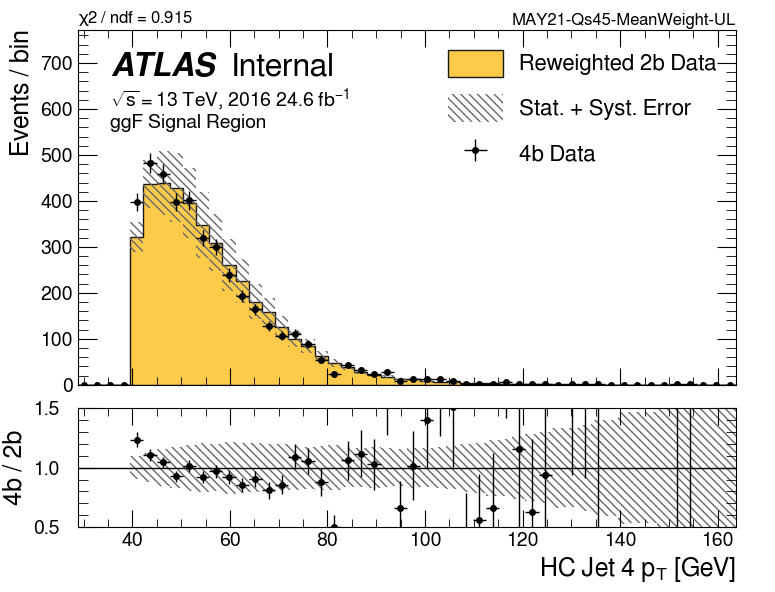 χ² / ndf = 0.915
MAY21-Qs45-MeanWeight-UL
ATLAS Internal
√s = 13 TeV, 2016 24.6 fb⁻¹
ggF Signal Region
Reweighted 2b Data
Stat. + Syst. Error
4b Data
Events / bin
700
600
500
400
300
200
100
0
4b / 2b
1.5
1.0
0.5
40 60 80 100 120 140 160
HC Jet 4 p_T [GeV]